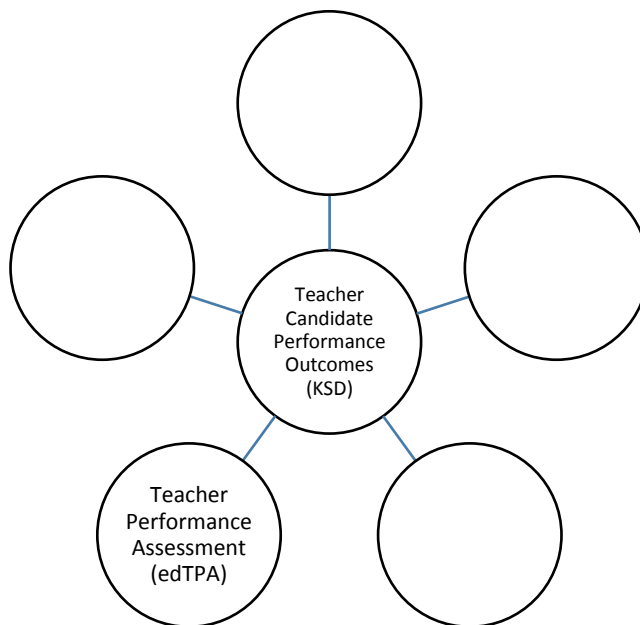 Teacher
Candidate
Performance
Outcomes
(KSD)
Teacher
Performance
Assessment
(edTPA)